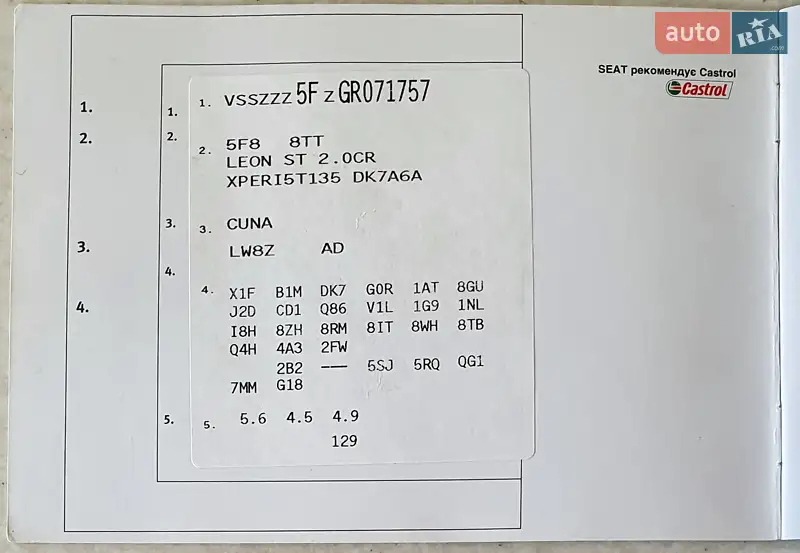 auto RIA
.com
SEAT рекомендує Castrol
Castrol
1. 1. 1. VSSZZZ 5F Z GR071757
2. 2. 2. 5F8 8TT
LEON ST 2.0CR
XPERI5T135 DK7A6A
3. 3. 3. CUNA
LW8Z AD
4. 4. 4. X1F B1M DK7 G0R 1AT 8GU
J2D CD1 Q86 V1L 1G9 1NL
I8H 8ZH 8RM 8IT 8WH 8TB
Q4H 4A3 2FW
2B2 --- 5SJ 5RQ QG1
7MM G18
5. 5. 5.6 4.5 4.9
129